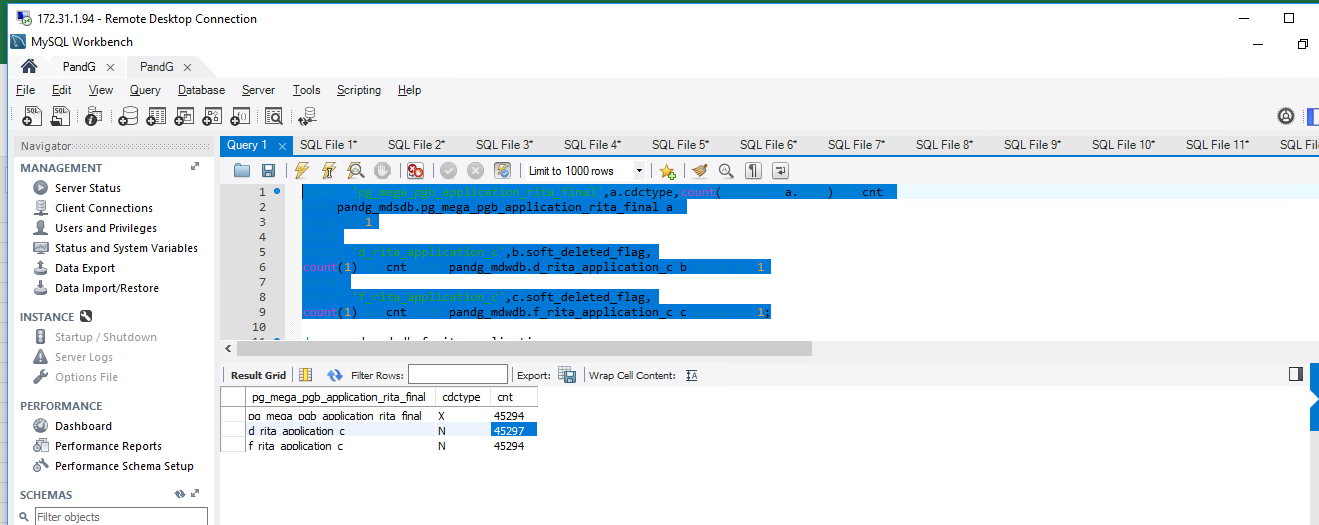 172.31.1.94 - Remote Desktop Connection
MySQL Workbench
PandG PandG
File Edit View Query Database Server Tools Scripting Help
Navigator Query 1 SQL File 1* SQL File 2* SQL File 3* SQL File 4* SQL File 5* SQL File 6* SQL File 7* SQL File 8* SQL File 9* SQL File 10* SQL File 11* SQL Fil
MANAGEMENT
Server Status
Client Connections
Users and Privileges
Status and System Variables
Data Export
Data Import/Restore
INSTANCE
Startup / Shutdown
Server Logs
Options File
PERFORMANCE
Dashboard
Performance Reports
Performance Schema Setup
SCHEMAS
Filter objects
Limit to 1000 rows
1 'pg_mega_pgb_application_rita_final',a.cdctype,count( a. ) cnt
2 pandg_mdsdb.pg_mega_pgb_application_rita_final a
3 1
4
5 'd_rita_application_c',b.soft_deleted_flag,
6 count(1) cnt pandg_mdwdb.d_rita_application_c b 1
7
8 'f_rita_application_c',c.soft_deleted_flag,
9 count(1) cnt pandg_mdwdb.f_rita_application_c c 1;
10
Result Grid Filter Rows: Export: Wrap Cell Content:
pg_mega_pgb_application_rita_final cdctype cnt
pg_mega_pgb_application_rita_final X 45294
d_rita_application_c N 45297
f_rita_application_c N 45294